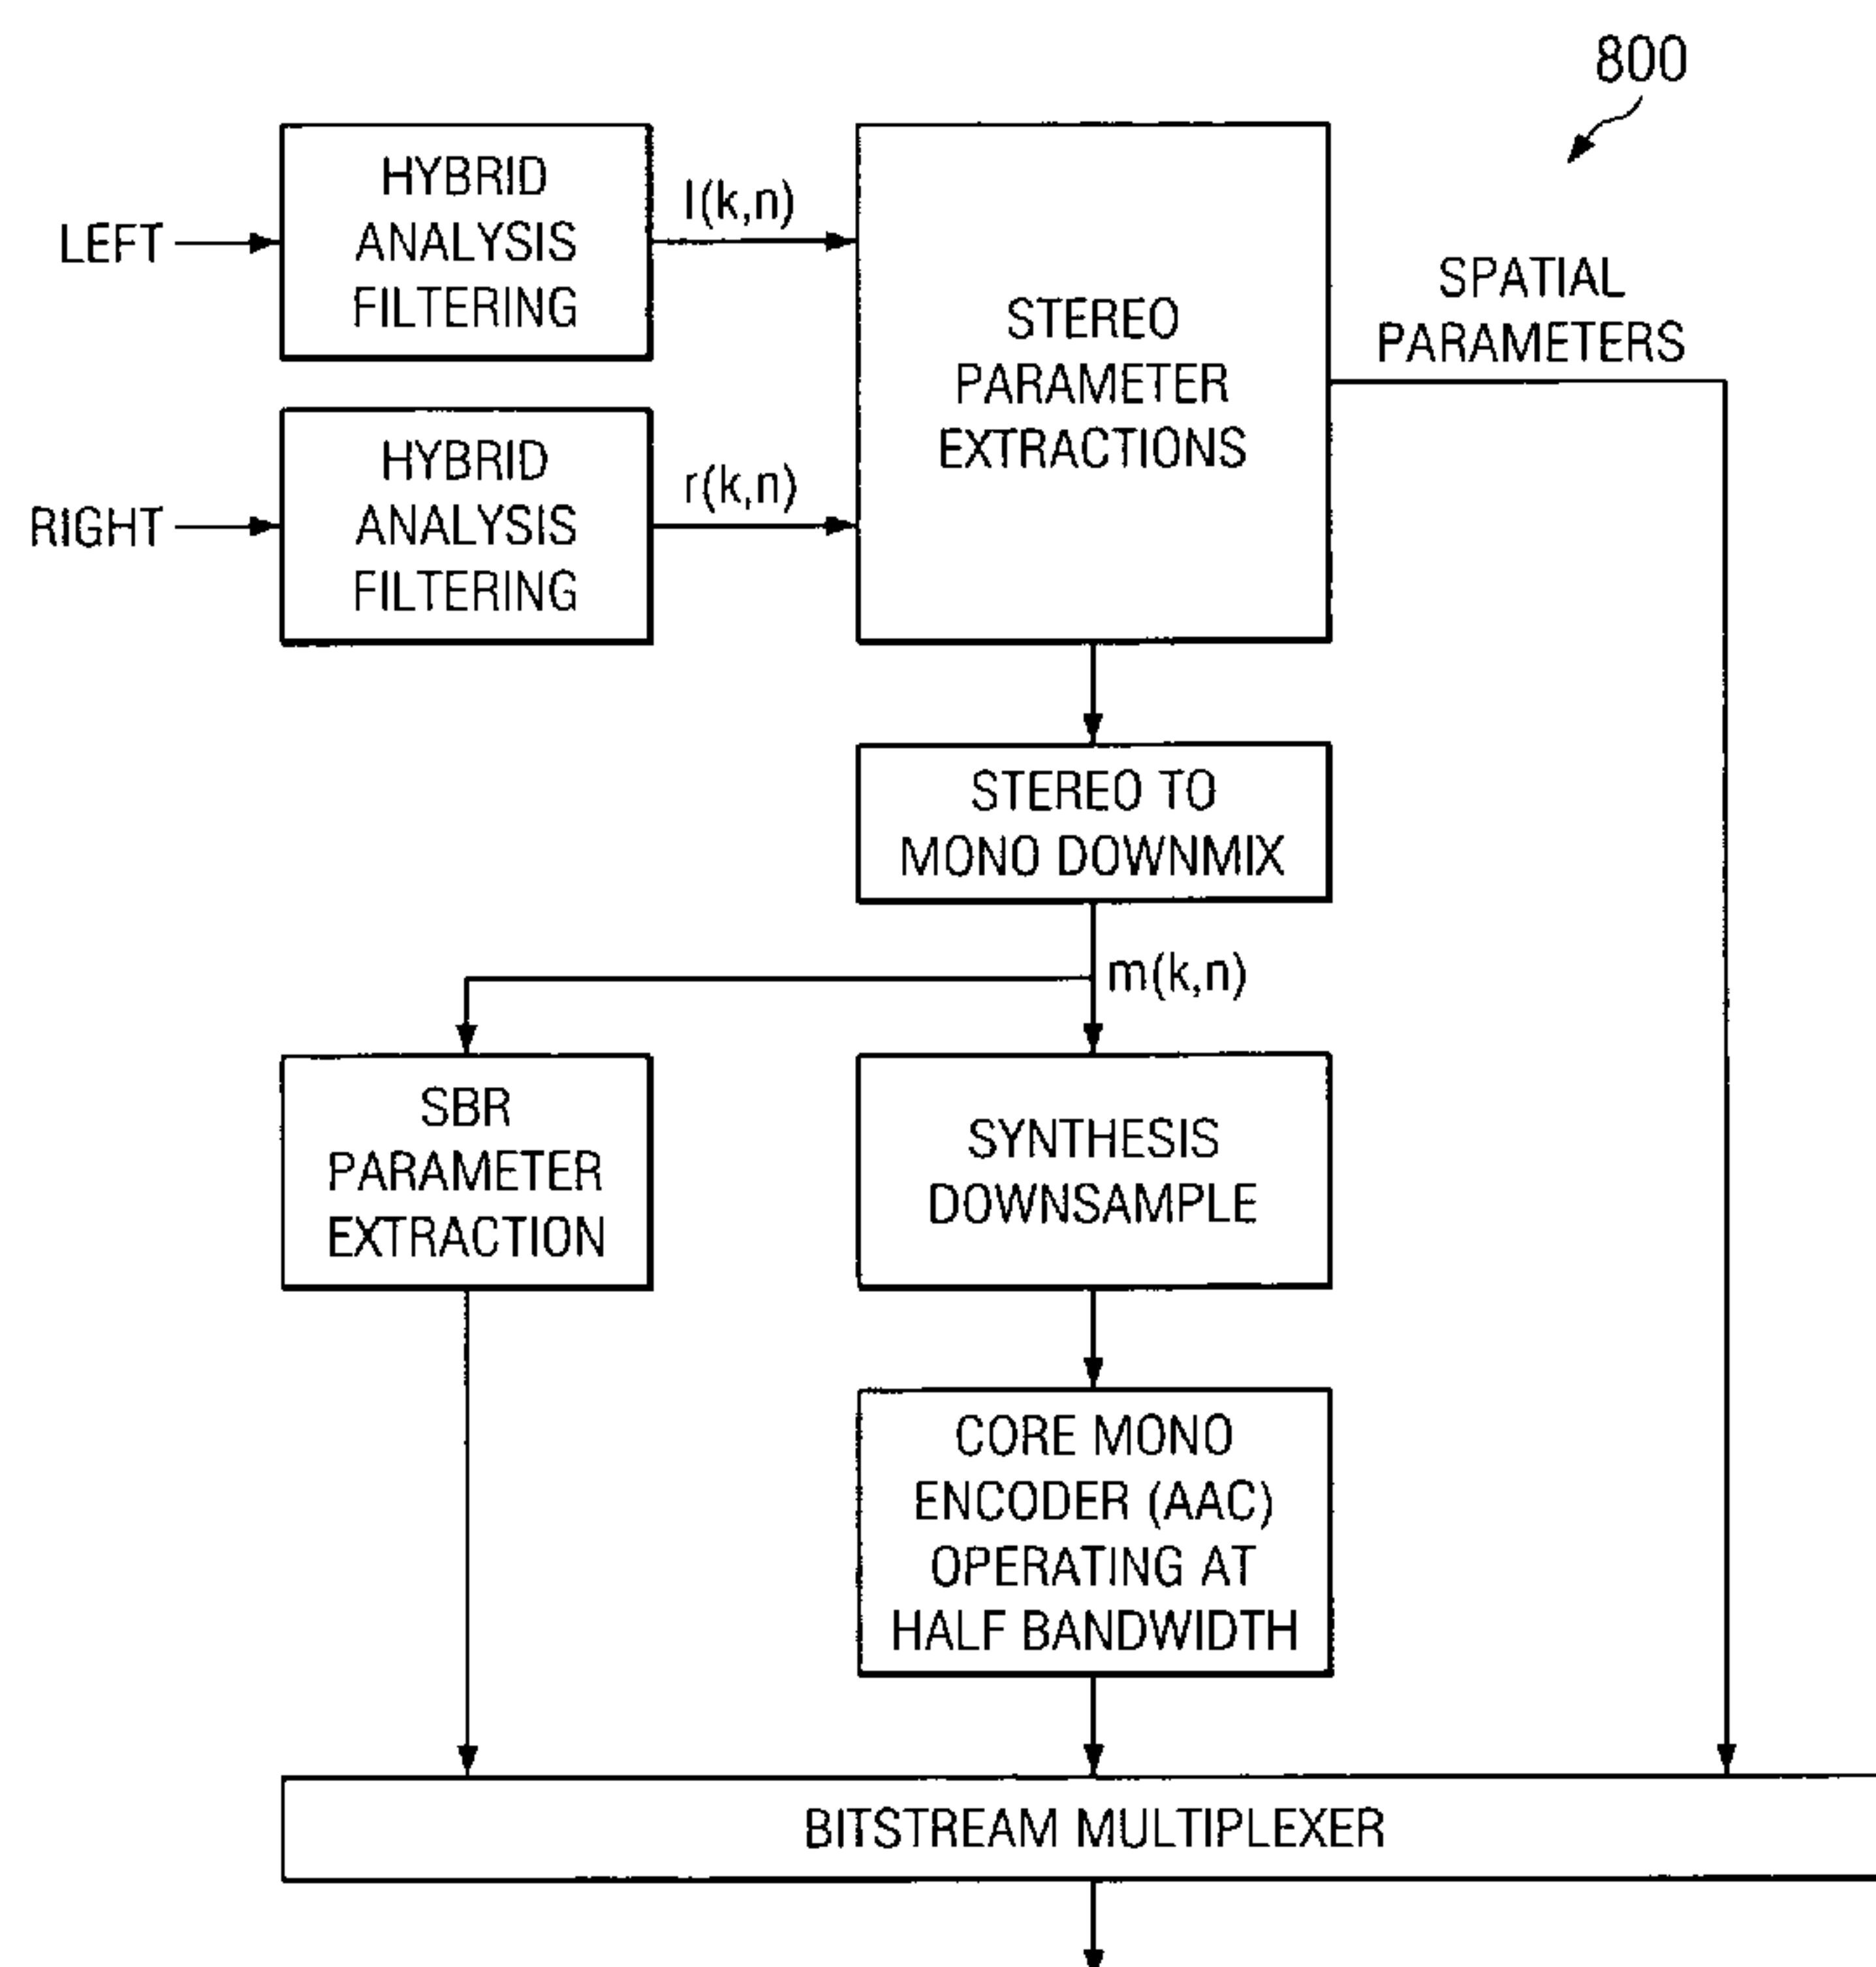 800
HYBRID
ANALYSIS
FILTERING
LEFT
l(k,n)
STEREO
PARAMETER
EXTRACTIONS
SPATIAL
PARAMETERS
HYBRID
ANALYSIS
FILTERING
RIGHT
r(k,n)
STEREO TO
MONO DOWNMIX
m(k,n)
SBR
PARAMETER
EXTRACTION
SYNTHESIS
DOWNSAMPLE
CORE MONO
ENCODER (AAC)
OPERATING AT
HALF BANDWIDTH
BITSTREAM MULTIPLEXER